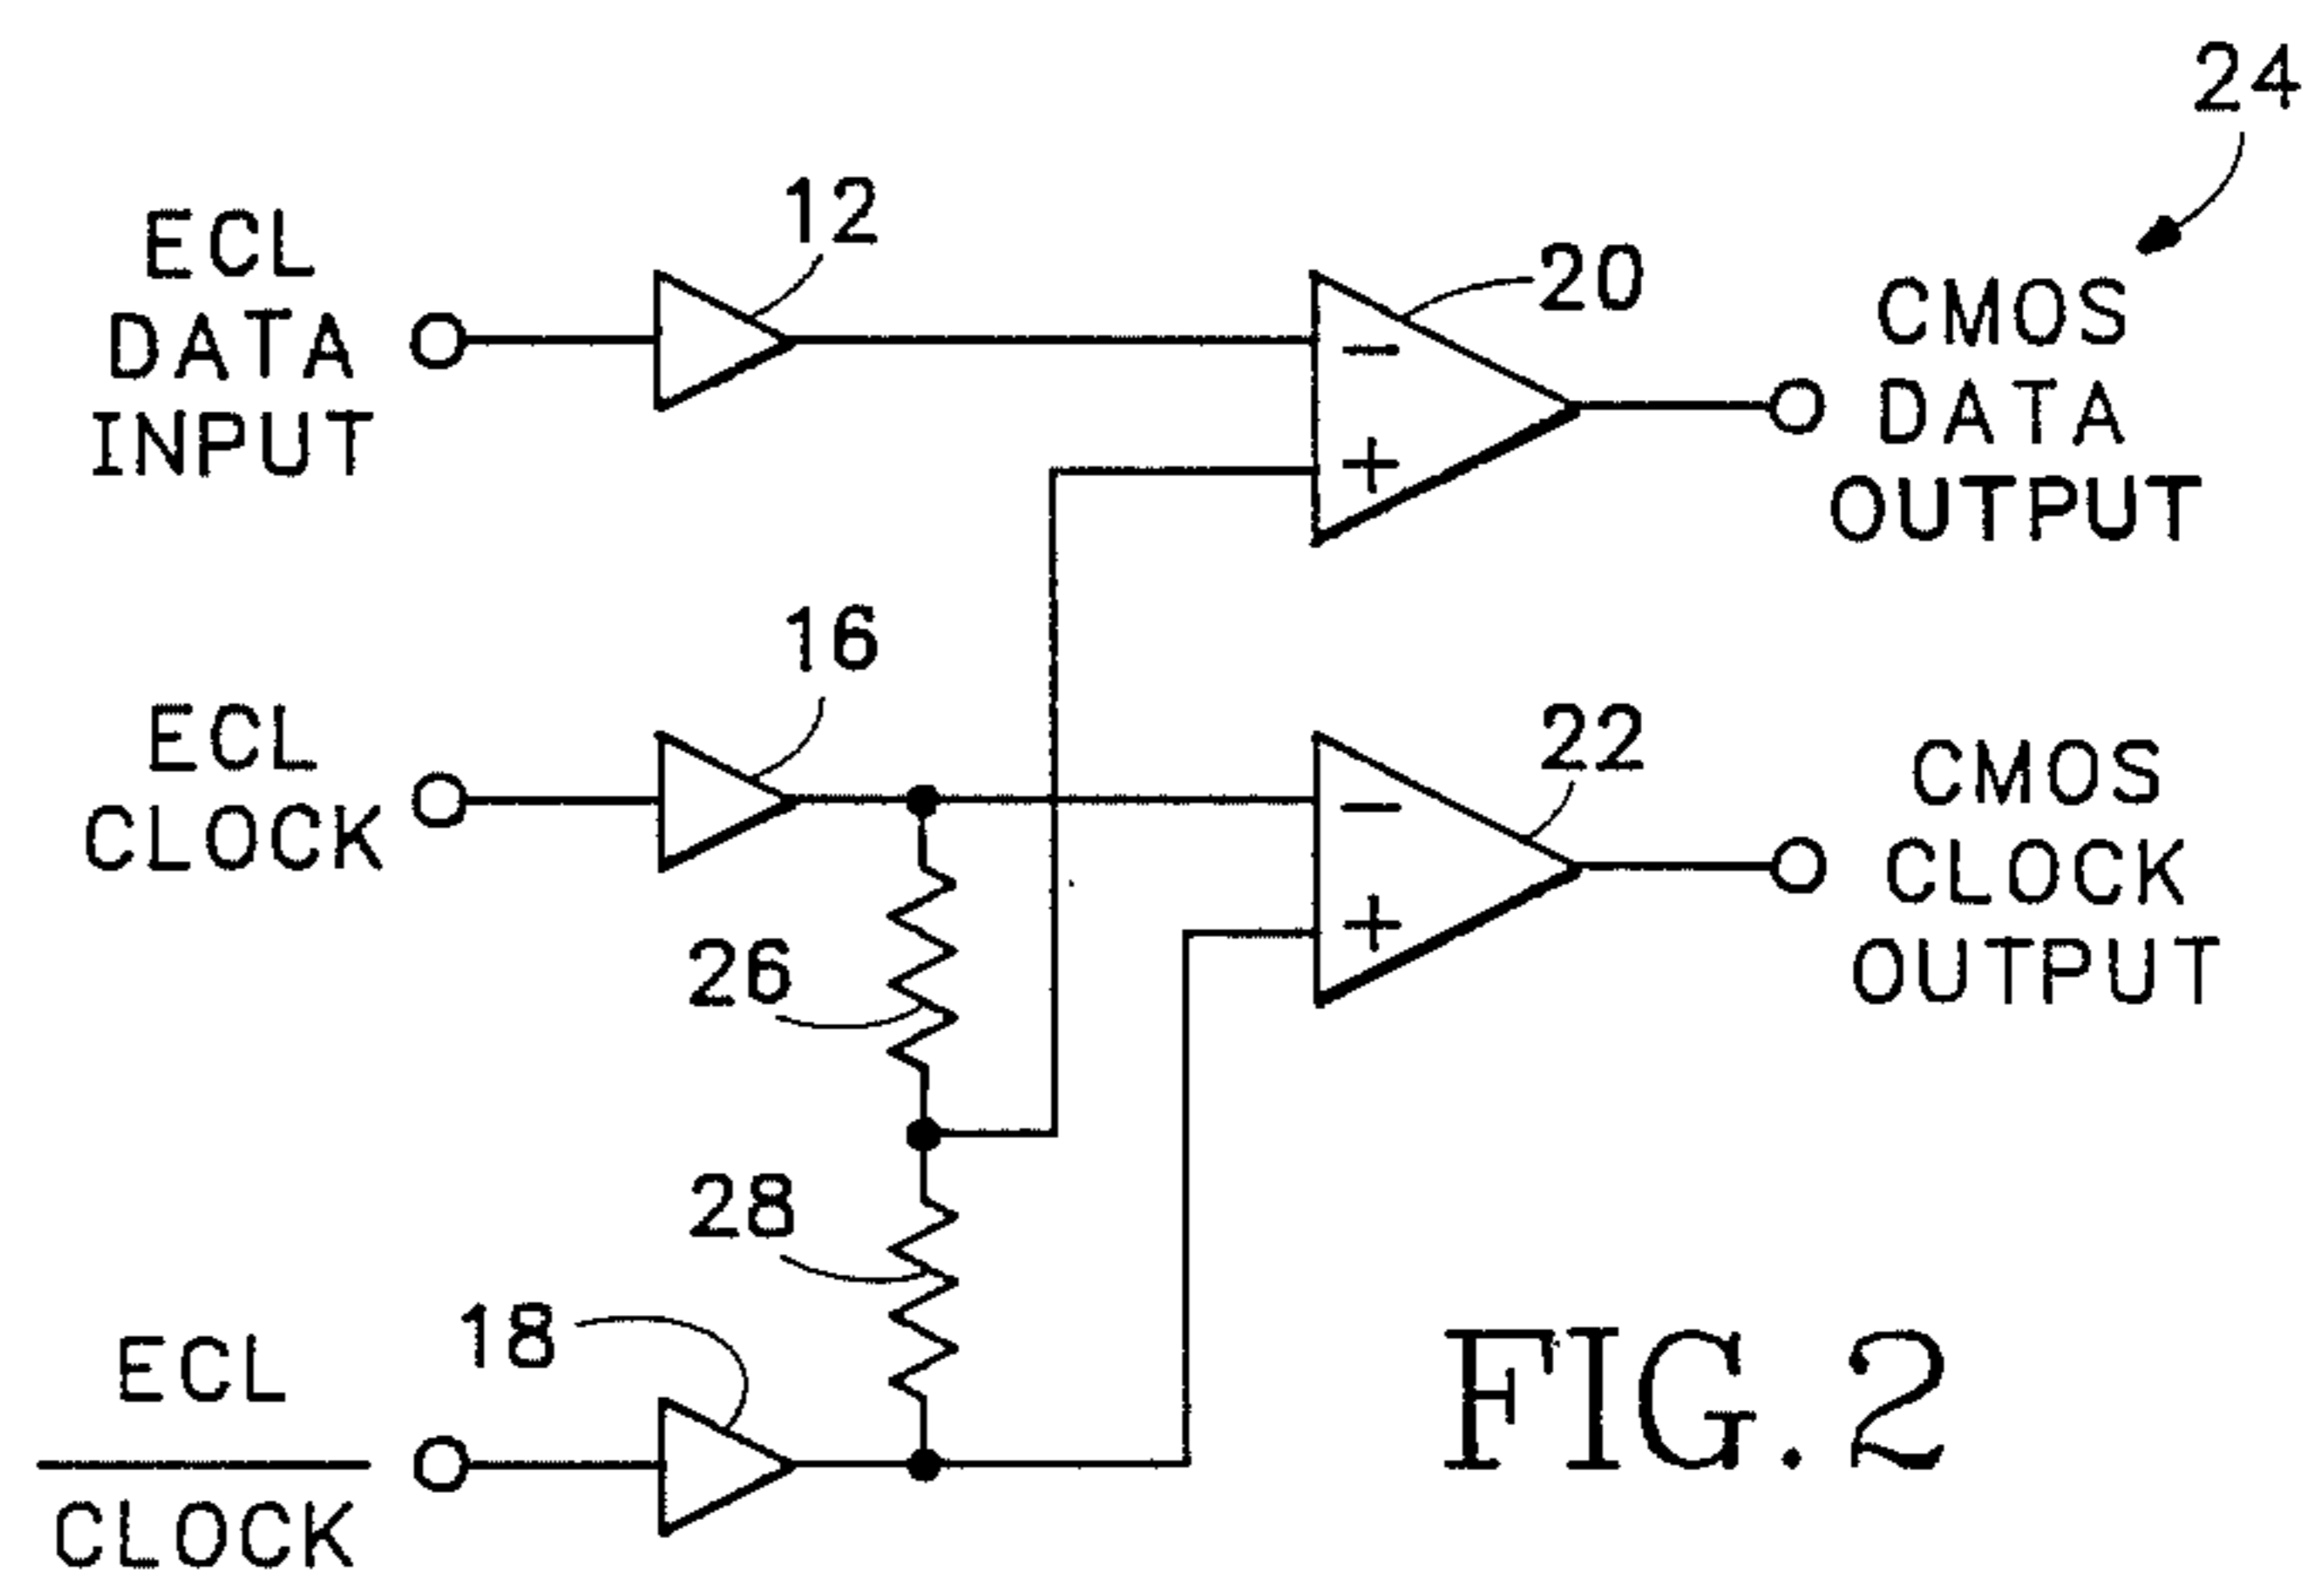 24
12
ECL
DATA
INPUT
20
CMOS
DATA
OUTPUT
−
+
16
ECL
CLOCK
22
CMOS
CLOCK
OUTPUT
−
+
26
28
18
ECL
CLOCK
FIG. 2